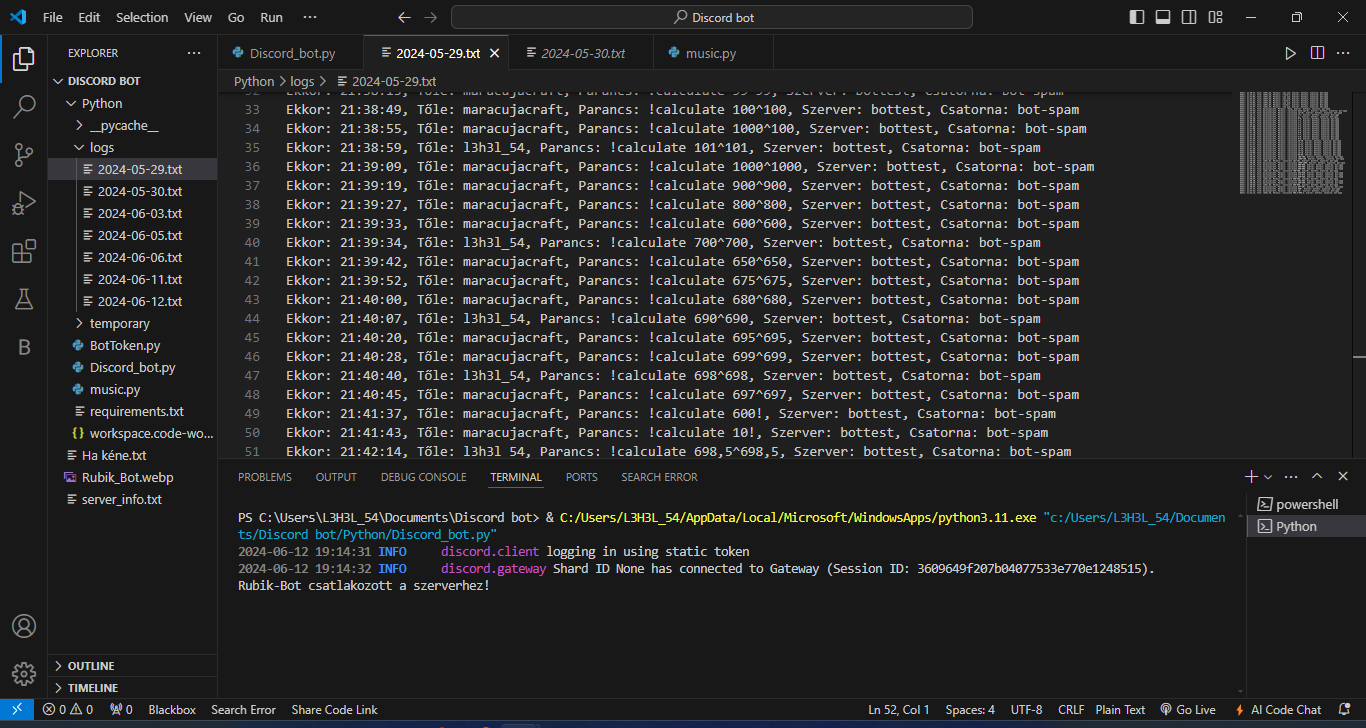 File Edit Selection View Go Run ··· Discord bot
EXPLORER ···
DISCORD BOT
Python
__pycache__
logs
2024-05-29.txt
2024-05-30.txt
2024-06-03.txt
2024-06-05.txt
2024-06-06.txt
2024-06-11.txt
2024-06-12.txt
temporary
BotToken.py
Discord_bot.py
music.py
requirements.txt
workspace.code-wo...
Ha kéne.txt
Rubik_Bot.webp
server_info.txt
OUTLINE
TIMELINE
Discord_bot.py 2024-05-29.txt 2024-05-30.txt music.py
Python > logs > 2024-05-29.txt
33 Ekkor: 21:38:49, Tőle: maracujacraft, Parancs: !calculate 100^100, Szerver: bottest, Csatorna: bot-spam
34 Ekkor: 21:38:55, Tőle: maracujacraft, Parancs: !calculate 1000^100, Szerver: bottest, Csatorna: bot-spam
35 Ekkor: 21:38:59, Tőle: l3h3l_54, Parancs: !calculate 101^101, Szerver: bottest, Csatorna: bot-spam
36 Ekkor: 21:39:09, Tőle: maracujacraft, Parancs: !calculate 1000^1000, Szerver: bottest, Csatorna: bot-spam
37 Ekkor: 21:39:19, Tőle: maracujacraft, Parancs: !calculate 900^900, Szerver: bottest, Csatorna: bot-spam
38 Ekkor: 21:39:27, Tőle: maracujacraft, Parancs: !calculate 800^800, Szerver: bottest, Csatorna: bot-spam
39 Ekkor: 21:39:33, Tőle: maracujacraft, Parancs: !calculate 600^600, Szerver: bottest, Csatorna: bot-spam
40 Ekkor: 21:39:34, Tőle: l3h3l_54, Parancs: !calculate 700^700, Szerver: bottest, Csatorna: bot-spam
41 Ekkor: 21:39:42, Tőle: maracujacraft, Parancs: !calculate 650^650, Szerver: bottest, Csatorna: bot-spam
42 Ekkor: 21:39:52, Tőle: maracujacraft, Parancs: !calculate 675^675, Szerver: bottest, Csatorna: bot-spam
43 Ekkor: 21:40:00, Tőle: maracujacraft, Parancs: !calculate 680^680, Szerver: bottest, Csatorna: bot-spam
44 Ekkor: 21:40:07, Tőle: l3h3l_54, Parancs: !calculate 690^690, Szerver: bottest, Csatorna: bot-spam
45 Ekkor: 21:40:20, Tőle: maracujacraft, Parancs: !calculate 695^695, Szerver: bottest, Csatorna: bot-spam
46 Ekkor: 21:40:28, Tőle: maracujacraft, Parancs: !calculate 699^699, Szerver: bottest, Csatorna: bot-spam
47 Ekkor: 21:40:40, Tőle: l3h3l_54, Parancs: !calculate 698^698, Szerver: bottest, Csatorna: bot-spam
48 Ekkor: 21:40:45, Tőle: maracujacraft, Parancs: !calculate 697^697, Szerver: bottest, Csatorna: bot-spam
49 Ekkor: 21:41:37, Tőle: maracujacraft, Parancs: !calculate 600!, Szerver: bottest, Csatorna: bot-spam
50 Ekkor: 21:41:43, Tőle: maracujacraft, Parancs: !calculate 10!, Szerver: bottest, Csatorna: bot-spam
51 Ekkor: 21:42:14, Tőle: l3h3l_54, Parancs: !calculate 698,5^698,5, Szerver: bottest, Csatorna: bot-spam
PROBLEMS OUTPUT DEBUG CONSOLE TERMINAL PORTS SEARCH ERROR
PS C:\Users\L3H3L_54\Documents\Discord bot> & C:/Users/L3H3L_54/AppData/Local/Microsoft/WindowsApps/python3.11.exe "c:/Users/L3H3L_54/Documen
ts/Discord bot/Python/Discord_bot.py"
2024-06-12 19:14:31 INFO discord.client logging in using static token
2024-06-12 19:14:32 INFO discord.gateway Shard ID None has connected to Gateway (Session ID: 3609649f207b04077533e770e1248515).
Rubik-Bot csatlakozott a szerverhez!
powershell
Python
0 0 0 Blackbox Search Error Share Code Link Ln 52, Col 1 Spaces: 4 UTF-8 CRLF Plain Text Go Live AI Code Chat